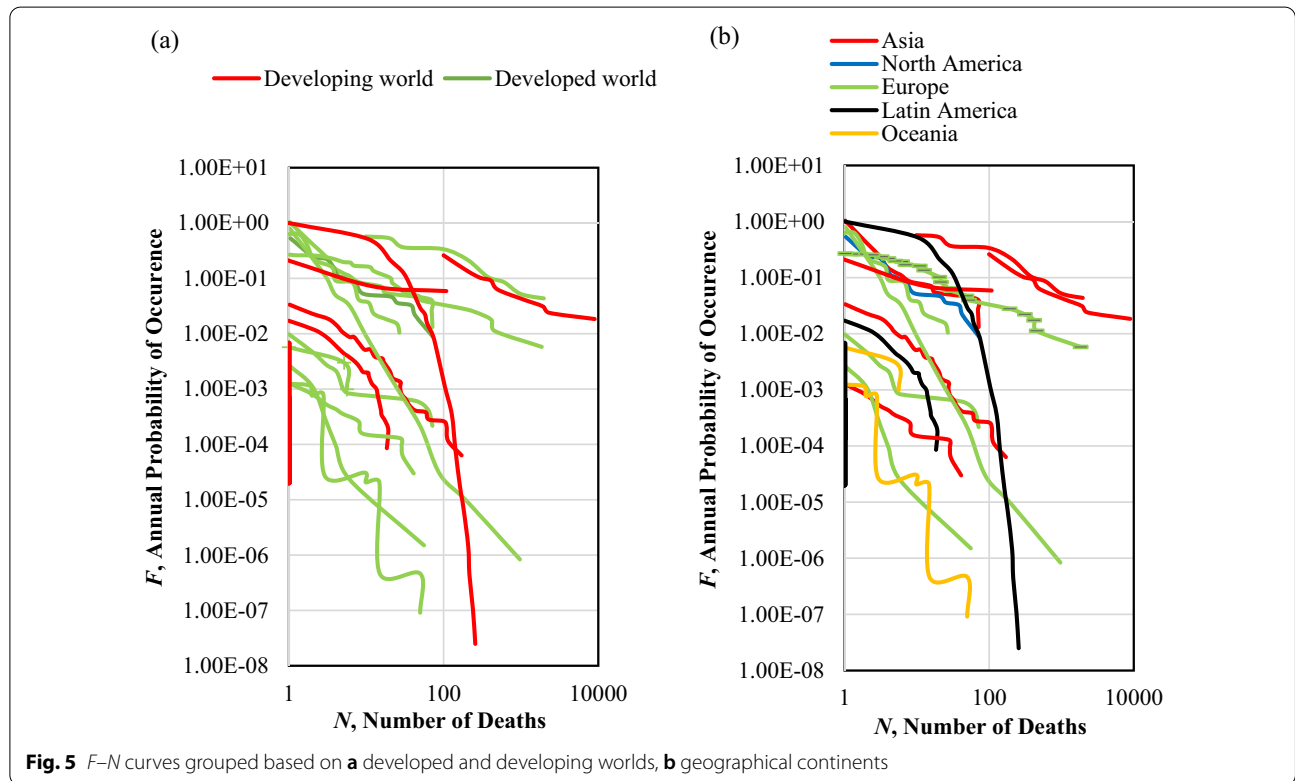 (a)
Developing world Developed world
1.00E+01
1.00E+00
1.00E-01
1.00E-02
1.00E-03
1.00E-04
1.00E-05
1.00E-06
1.00E-07
1.00E-08
F, Annual Probability of Occurence
1 100 10000
N, Number of Deaths
(b)
Asia
North America
Europe
Latin America
Oceania
1.00E+01
1.00E+00
1.00E-01
1.00E-02
1.00E-03
1.00E-04
1.00E-05
1.00E-06
1.00E-07
1.00E-08
F, Annual Probability of Occurrence
1 100 10000
N, Number of Deaths
Fig. 5 F–N curves grouped based on a developed and developing worlds, b geographical continents